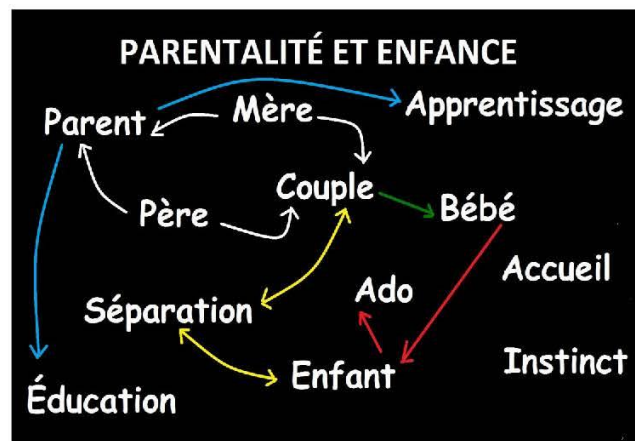 PARENTALITÉ ET ENFANCE
Parent
Mère
Apprentissage
Père
Couple
Bébé
Accueil
Ado
Séparation
Enfant
Instinct
Éducation